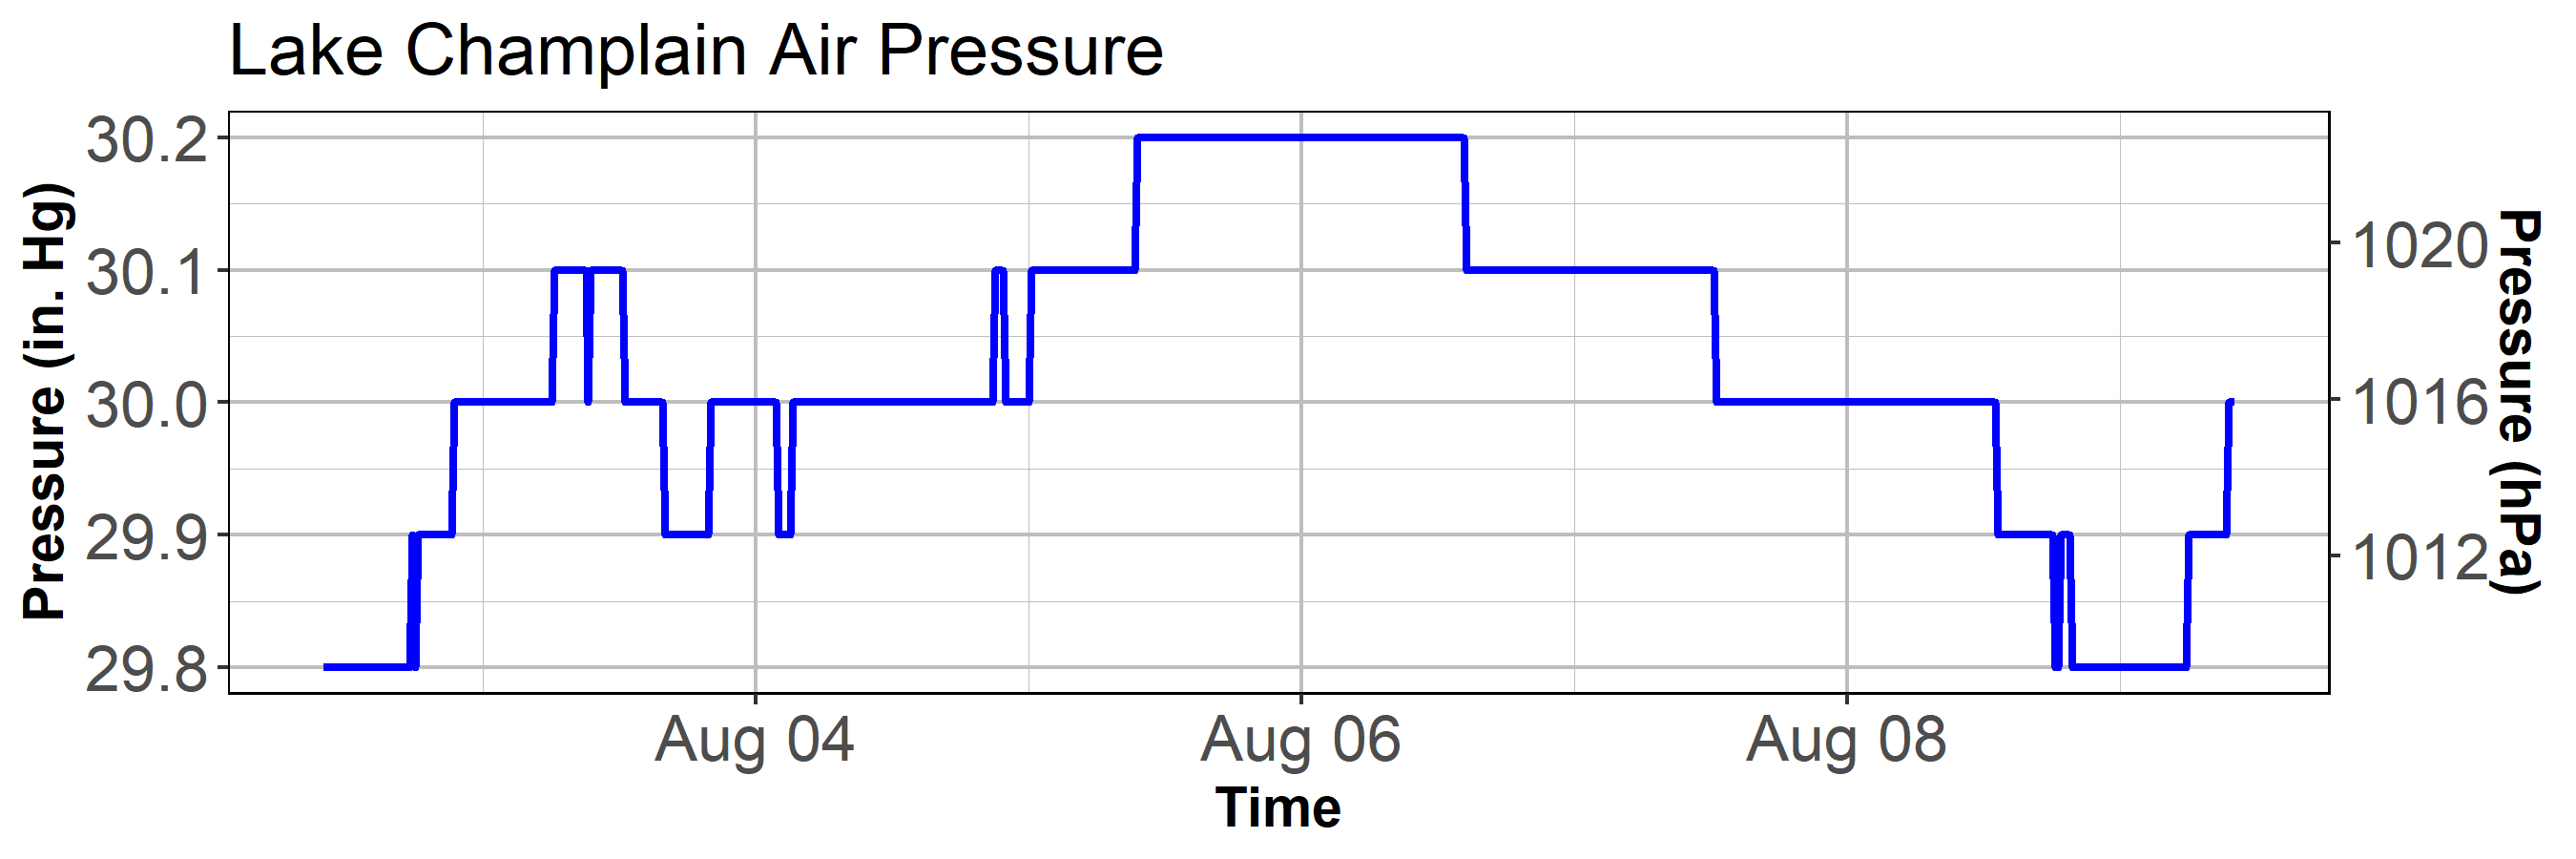 Lake Champlain Air Pressure
Pressure (in. Hg)
30.2
30.1
30.0
29.9
29.8
1020
1016
1012
Pressure (hPa)
Aug 04
Aug 06
Aug 08
Time